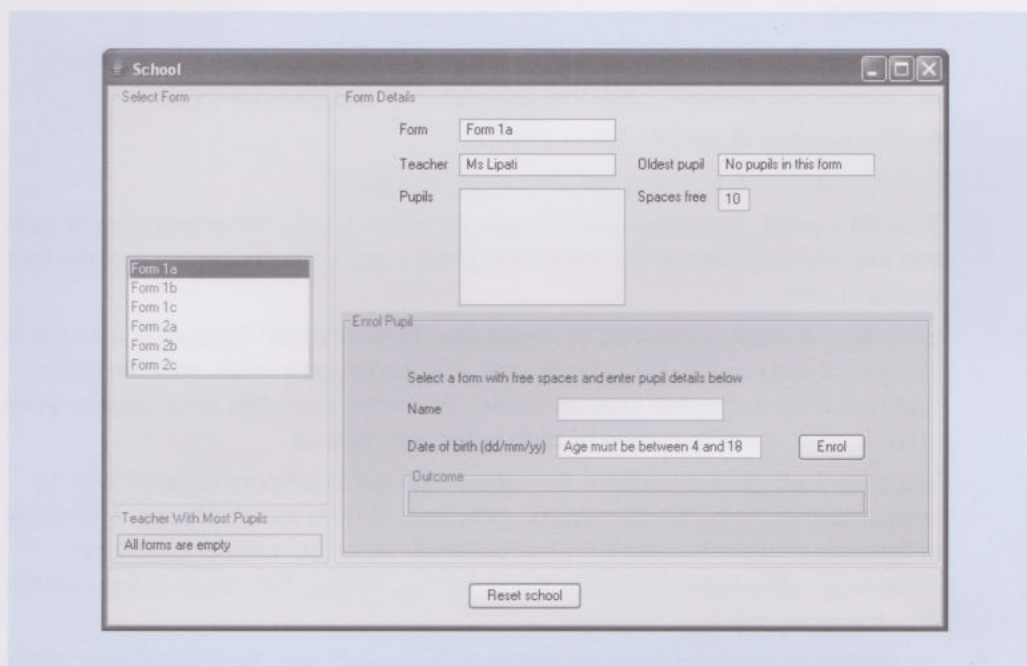 School
Select Form
Form 1a
Form 1b
Form 1c
Form 2a
Form 2b
Form 2c
Teacher With Most Pupils
All forms are empty
Form Details
Form Form 1a
Teacher Ms Lipati Oldest pupil No pupils in this form
Pupils Spaces free 10
Enrol Pupil
Select a form with free spaces and enter pupil details below
Name
Date of birth (dd/mm/yy) Age must be between 4 and 18 Enrol
Outcome
Reset school